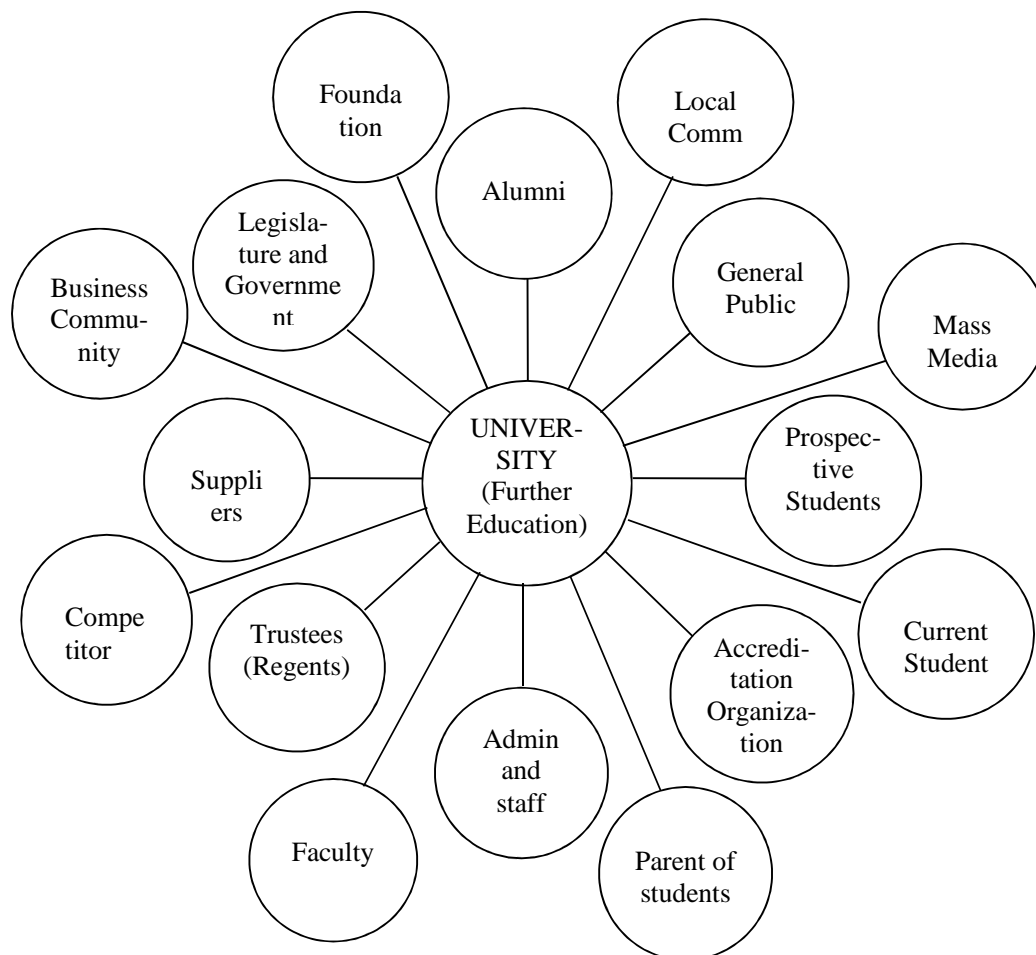 Founda
tion
Local
Comm
Alumni
Legisla-
ture and
Governme
nt
General
Public
Business
Commu-
nity
Mass
Media
UNIVER-
SITY
(Further
Education)
Prospec-
tive
Students
Suppli
ers
Compe
titor
Trustees
(Regents)
Accredi-
tation
Organiza-
tion
Current
Student
Admin
and
staff
Faculty
Parent of
students